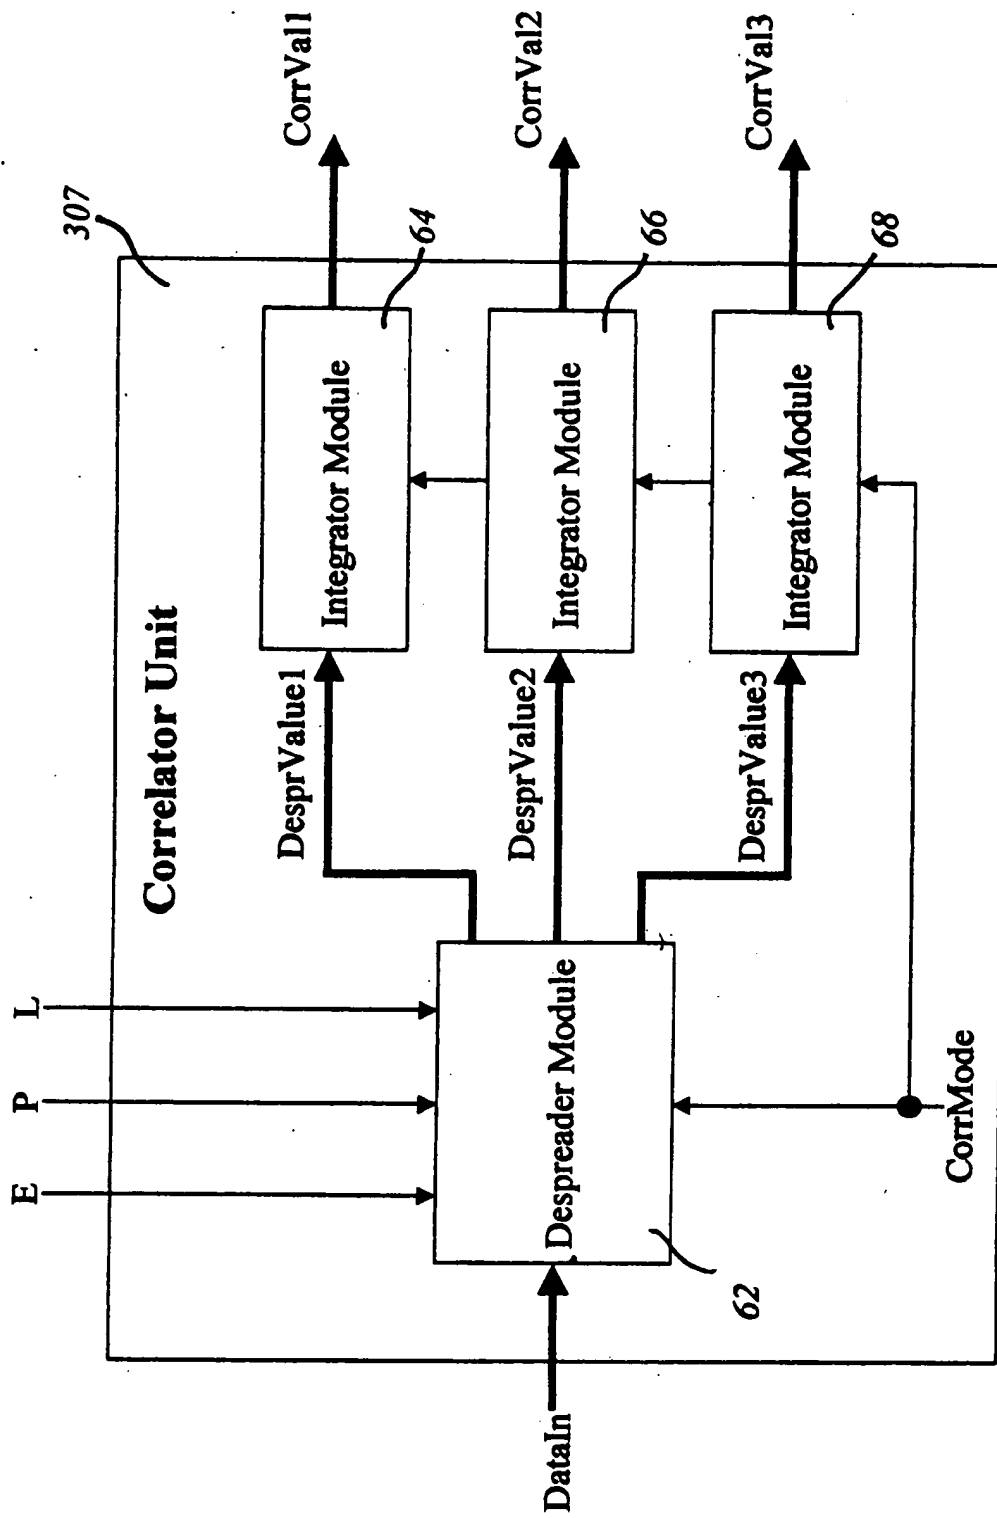 307
Correlator Unit
E
P
L
DataIn
Despreader Module
62
CorrMode
DesprValue1
DesprValue2
DesprValue3
Integrator Module
64
Integrator Module
66
Integrator Module
68
CorrVal1
CorrVal2
CorrVal3